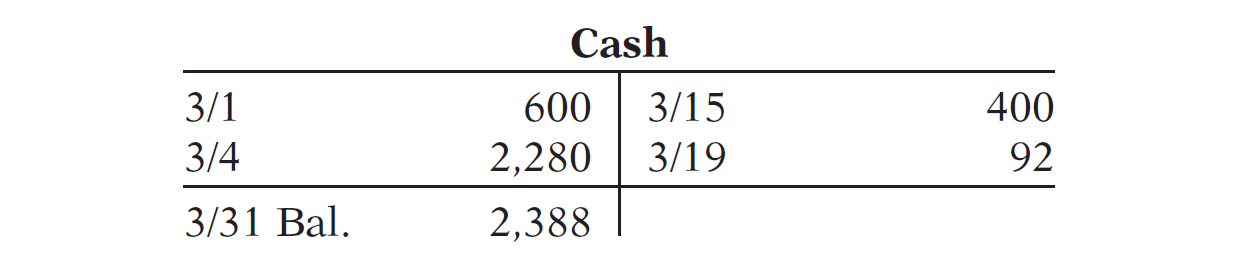 Cash
3/1 600 3/15 400
3/4 2,280 3/19 92
3/31 Bal. 2,388